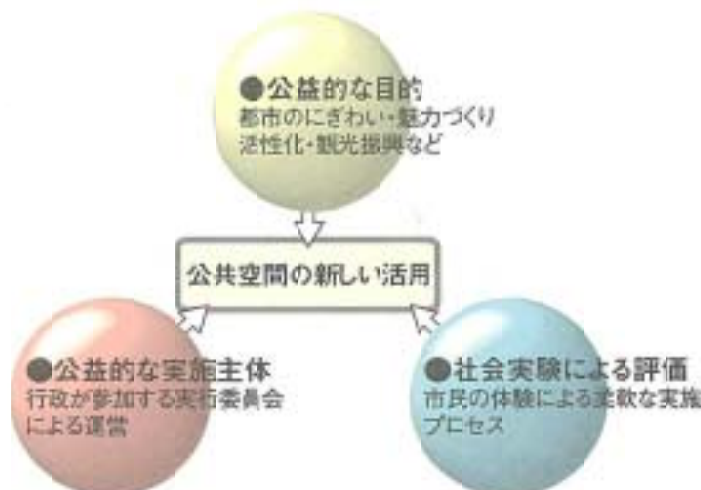 ●公益的な目的
都市のにぎわい・魅力づくり
活性化・観光振興など
公共空間の新しい活用
●公益的な実施主体
行政が参加する実行委員会
による運営
●社会実験による評価
市民の体験による柔軟な実施
プロセス